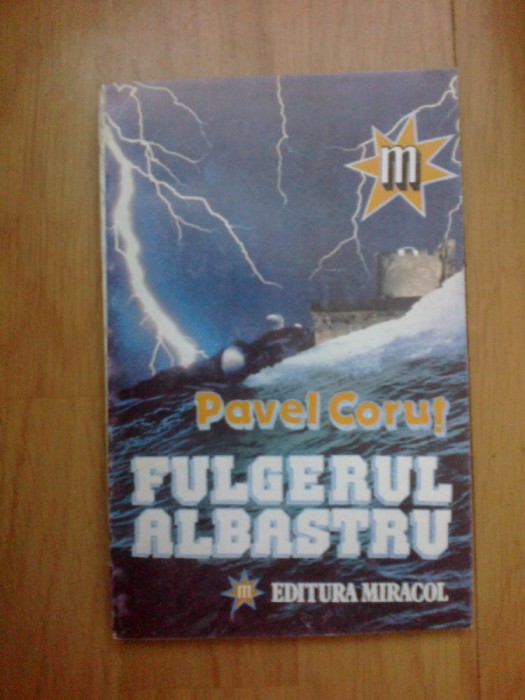 m
Pavel Coruț
FULGERUL
ALBASTRU
m EDITURA MIRACOL